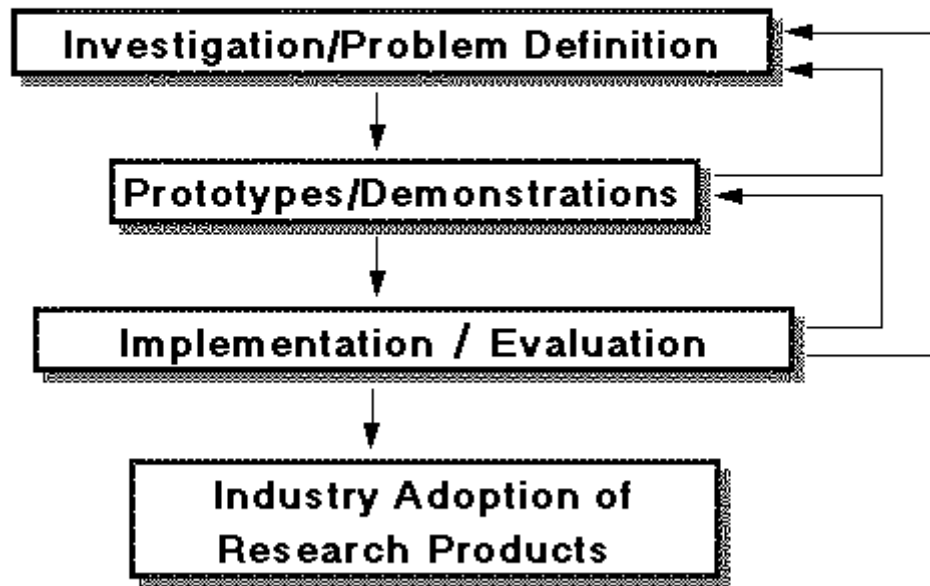 Investigation/Problem Definition
Prototypes/Demonstrations
Implementation / Evaluation
Industry Adoption of
Research Products